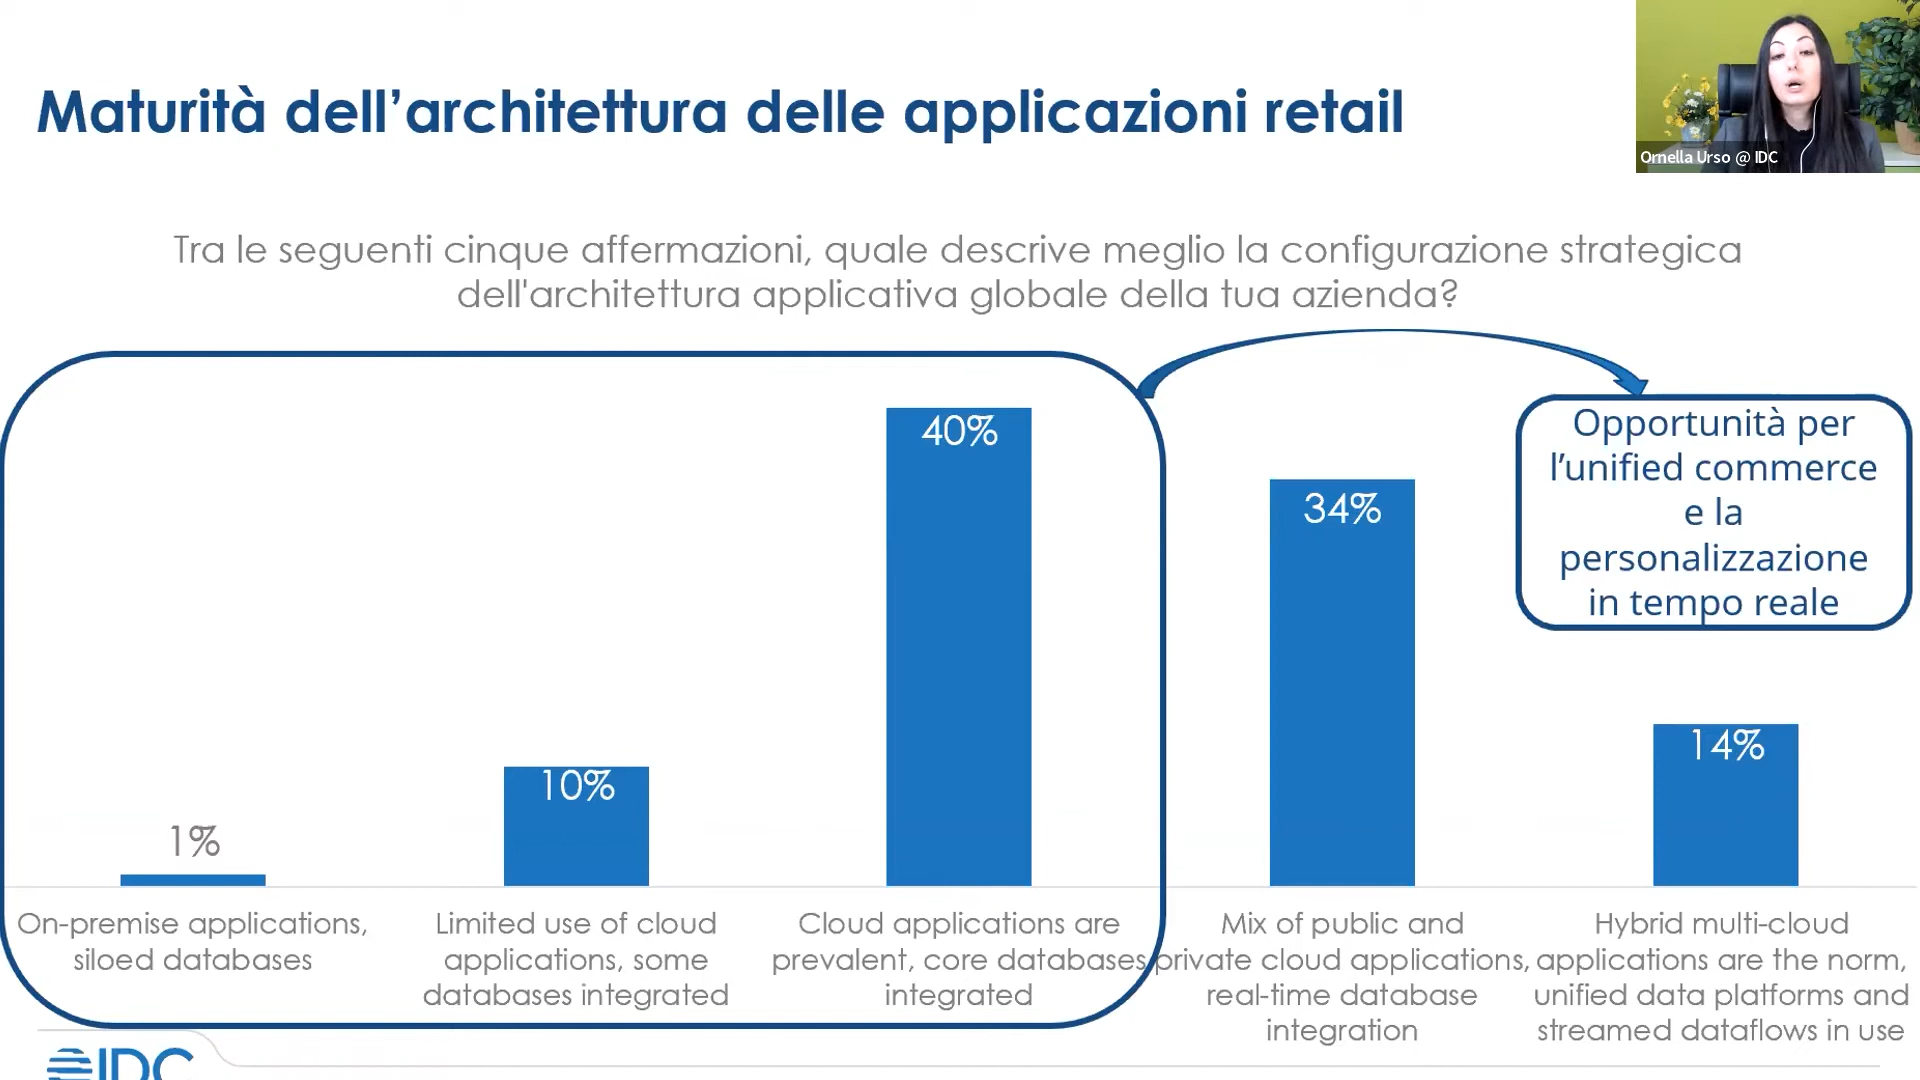 Maturità dell’architettura delle applicazioni retail
Ornella Urso @ IDC
Tra le seguenti cinque affermazioni, quale descrive meglio la configurazione strategica
dell'architettura applicativa globale della tua azienda?
Opportunità per
l’unified commerce
e la
personalizzazione
in tempo reale
1%
10%
40%
34%
14%
On-premise applications,
siloed databases
Limited use of cloud
applications, some
databases integrated
Cloud applications are
prevalent, core databases
integrated
Mix of public and
private cloud applications,
real-time database
integration
Hybrid multi-cloud
applications are the norm,
unified data platforms and
streamed dataflows in use
IDC